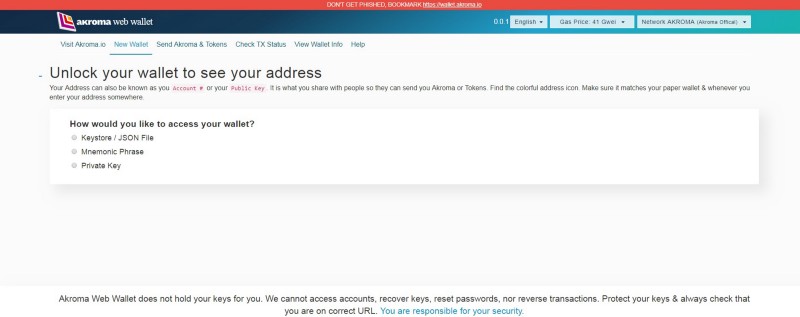 DON'T GET PHISHED, BOOKMARK https://wallet.akroma.io
AKROMA web wallet
0.0.1 English Gas Price: 41 Gwei Network AKROMA (Akroma Offical)
Visit Akroma.io New Wallet Send Akroma & Tokens Check TX Status View Wallet Info Help
Unlock your wallet to see your address
Your Address can also be known as you Account # or your Public Key. It is what you share with people so they can send you Akroma or Tokens. Find the colorful address icon. Make sure it matches your paper wallet & whenever you
enter your address somewhere.
How would you like to access your wallet?
Keystore / JSON File
Mnemonic Phrase
Private Key
Akroma Web Wallet does not hold your keys for you. We cannot access accounts, recover keys, reset passwords, nor reverse transactions. Protect your keys & always check that
you are on correct URL. You are responsible for your security.